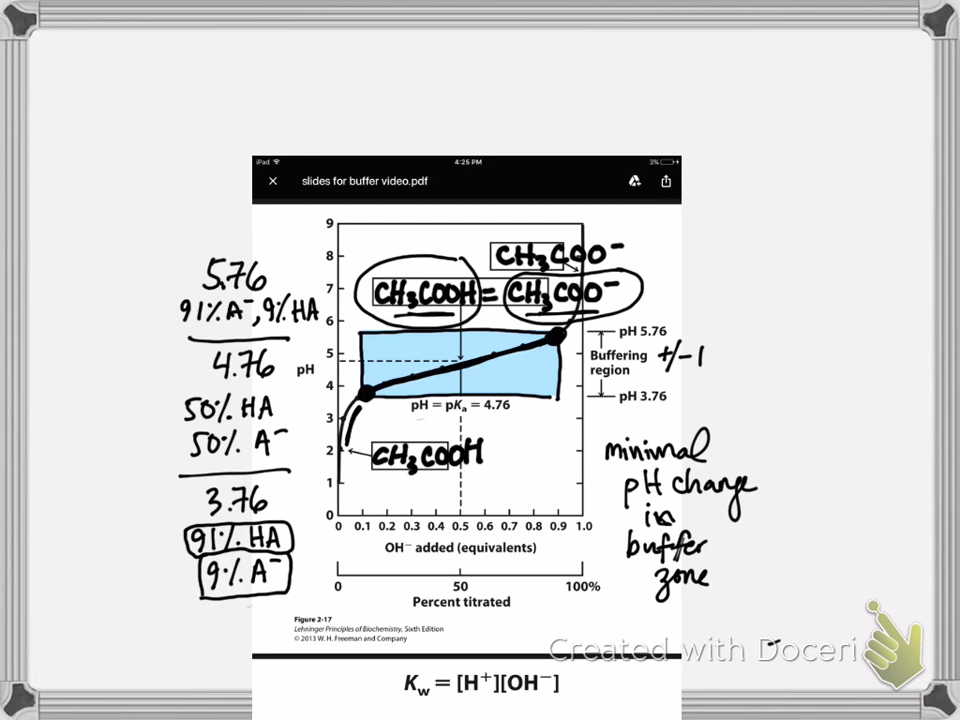 iPad 4:25 PM 3%
slides for buffer video.pdf
9
8
7
6
5
4
3
2
1
0
pH
CH₃COO⁻
CH₃COOH = CH₃COO⁻
pH = pKₐ = 4.76
CH₃COOH
pH 5.76
Buffering region
+/- 1
pH 3.76
0 0.1 0.2 0.3 0.4 0.5 0.6 0.7 0.8 0.9 1.0
OH⁻ added (equivalents)
0 50 100%
Percent titrated
Figure 2-17
Lehninger Principles of Biochemistry, Sixth Edition
© 2013 W. H. Freeman and Company
K_w = [H⁺][OH⁻]
5.76
91% A⁻, 9% HA
4.76
50% HA
50% A⁻
3.76
91% HA
9% A⁻
minimal
pH change
in
buffer
zone
Created with Doceri